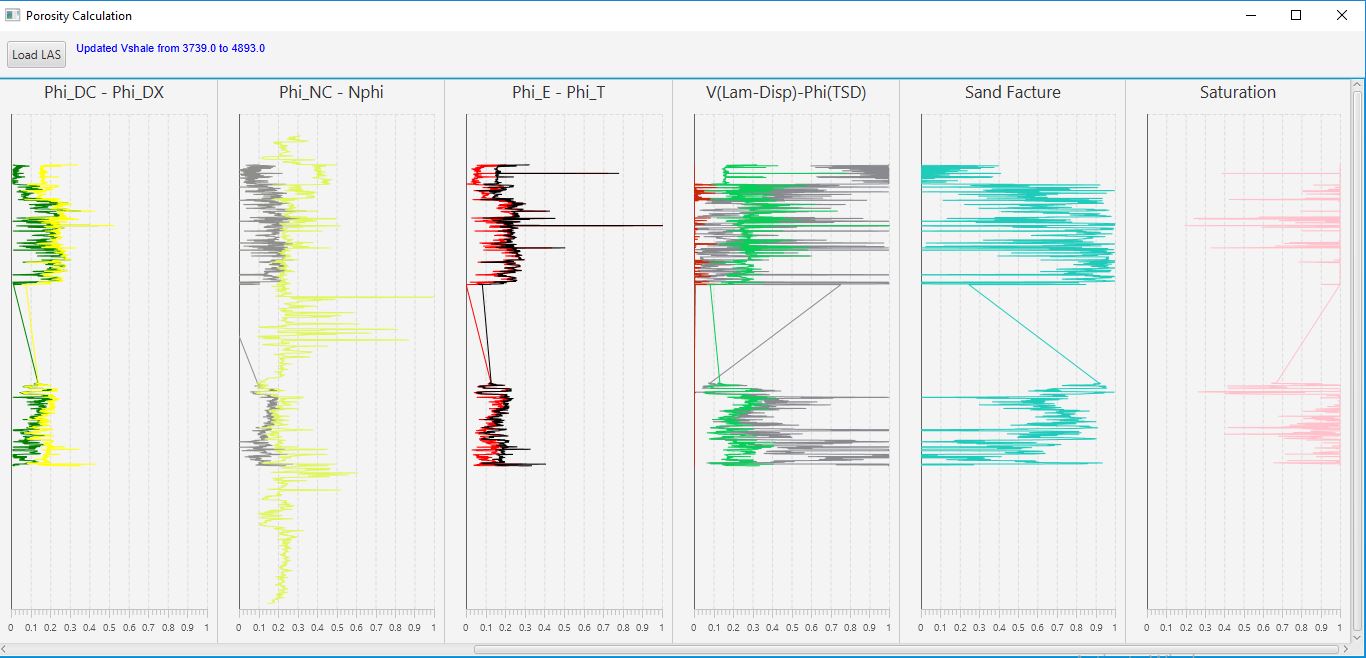 Porosity Calculation
Load LAS
Updated Vshale from 3739.0 to 4893.0
Phi_DC - Phi_DX
Phi_NC - Nphi
Phi_E - Phi_T
V(Lam-Disp)-Phi(TSD)
Sand Facture
Saturation
0 0.1 0.2 0.3 0.4 0.5 0.6 0.7 0.8 0.9 1
0 0.1 0.2 0.3 0.4 0.5 0.6 0.7 0.8 0.9 1
0 0.1 0.2 0.3 0.4 0.5 0.6 0.7 0.8 0.9 1
0 0.1 0.2 0.3 0.4 0.5 0.6 0.7 0.8 0.9 1
0 0.1 0.2 0.3 0.4 0.5 0.6 0.7 0.8 0.9 1
0 0.1 0.2 0.3 0.4 0.5 0.6 0.7 0.8 0.9 1